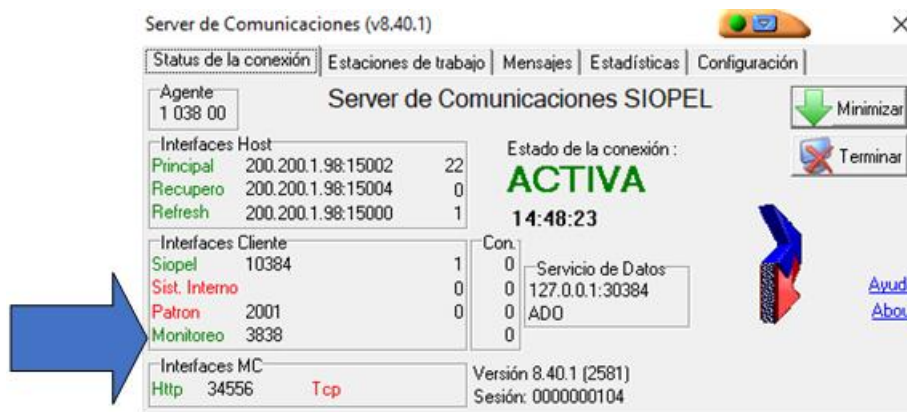 Server de Comunicaciones (v8.40.1)
Status de la conexión Estaciones de trabajo Mensajes Estadísticas Configuración
Agente
1 038 00
Server de Comunicaciones SIOPEL
Minimizar
Terminar
Interfaces Host
Principal 200.200.1.98:15002 22
Recupero 200.200.1.98:15004 0
Refresh 200.200.1.98:15000 1
Estado de la conexión :
ACTIVA
14:48:23
Interfaces Cliente
Con.
Siopel 10384 1 0
Sist. Interno 0 0
Patron 2001 0 0
Monitoreo 3838 0
Servicio de Datos
127.0.0.1:30384
ADO
Ayud
Abou
Interfaces MC
Http 34556 Tcp
Versión 8.40.1 (2581)
Sesión: 0000000104